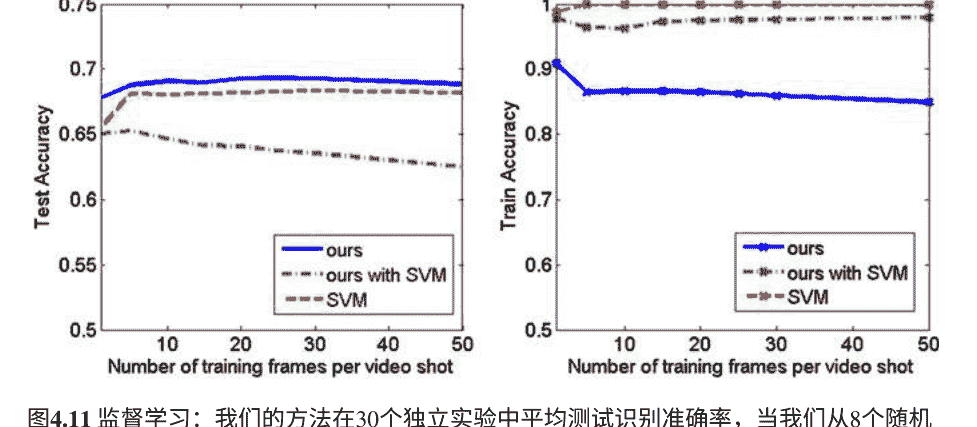 0.75
0.7
0.65
0.6
0.55
0.5
Test Accuracy
10 20 30 40 50
Number of training frames per video shot
ours
ours with SVM
SVM
1
0.9
0.8
0.7
0.6
0.5
Train Accuracy
10 20 30 40 50
Number of training frames per video shot
ours
ours with SVM
SVM
图4.11 监督学习：我们的方法在30个独立实验中平均测试识别准确率，当我们从8个随机